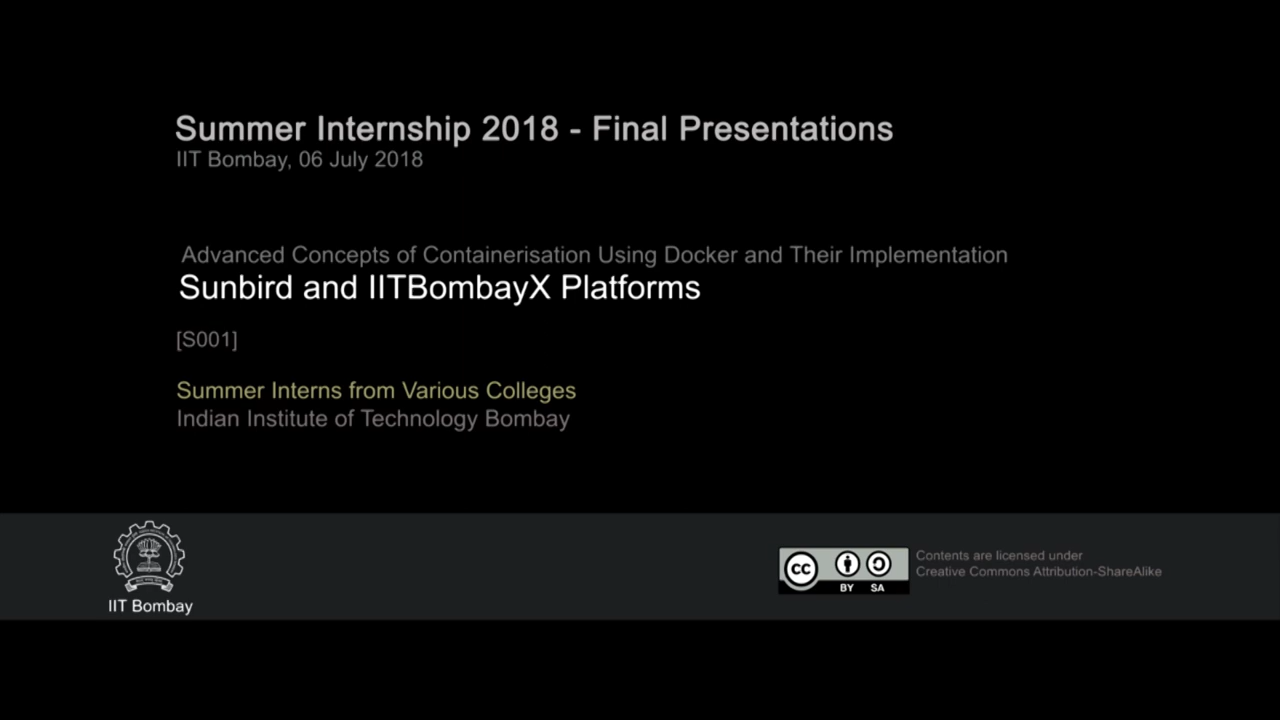 Summer Internship 2018 - Final Presentations
IIT Bombay, 06 July 2018
Advanced Concepts of Containerisation Using Docker and Their Implementation
Sunbird and IITBombayX Platforms
[S001]
Summer Interns from Various Colleges
Indian Institute of Technology Bombay
IIT Bombay
cc
BY SA
Contents are licensed under
Creative Commons Attribution-ShareAlike